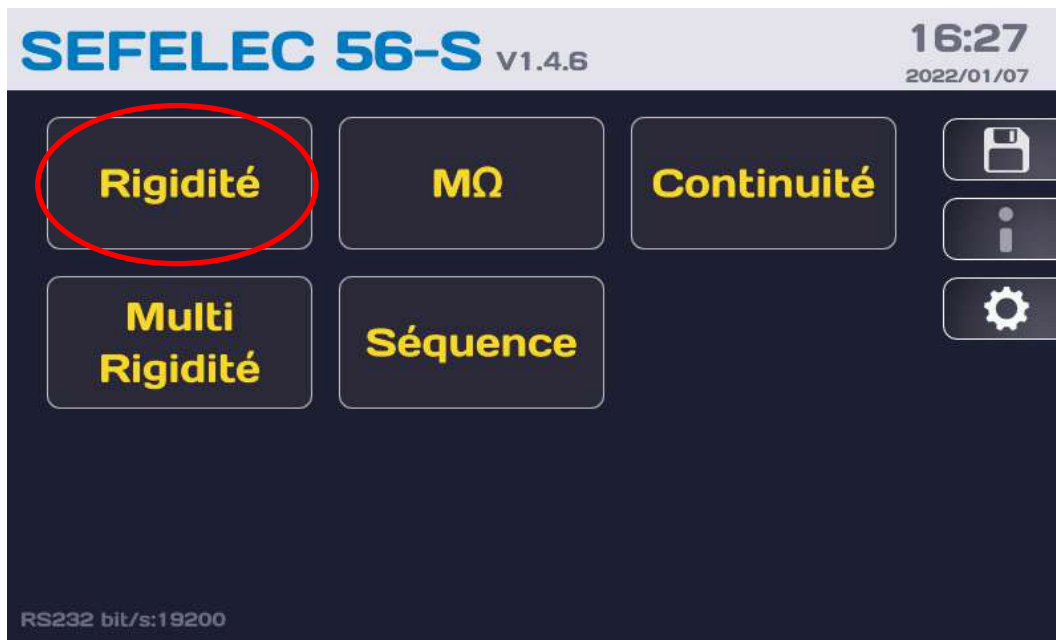 SEFELEC 56-S V1.4.6
16:27
2022/01/07
Rigidité
MΩ
Continuité
Multi
Rigidité
Séquence
RS232 bit/s:19200